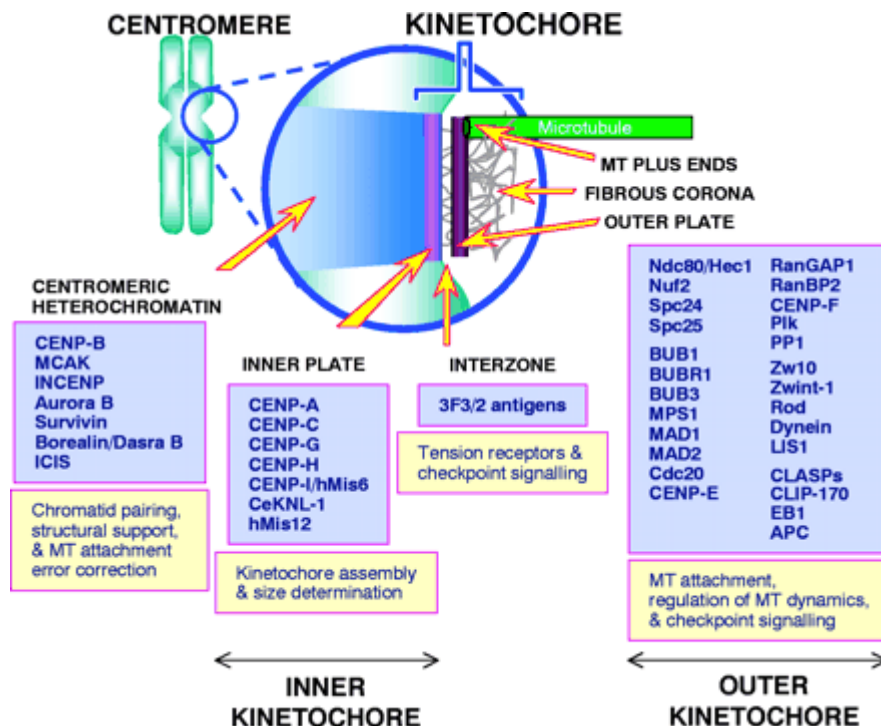 CENTROMERE
KINETOCHORE
Microtubule
MT PLUS ENDS
FIBROUS CORONA
OUTER PLATE
CENTROMERIC
HETEROCHROMATIN
CENP-B
MCAK
INCENP
Aurora B
Survivin
Borealin/Dasra B
ICIS
Chromatid pairing,
structural support,
& MT attachment
error correction
INNER PLATE
CENP-A
CENP-C
CENP-G
CENP-H
CENP-I/hMis6
CeKNL-1
hMis12
Kinetochore assembly
& size determination
INTERZONE
3F3/2 antigens
Tension receptors &
checkpoint signalling
Ndc80/Hec1
Nuf2
Spc24
Spc25
BUB1
BUBR1
BUB3
MPS1
MAD1
MAD2
Cdc20
CENP-E
RanGAP1
RanBP2
CENP-F
Plk
PP1
Zw10
Zwint-1
Rod
Dynein
LIS1
CLASPs
CLIP-170
EB1
APC
MT attachment,
regulation of MT dynamics,
& checkpoint signalling
INNER
KINETOCHORE
OUTER
KINETOCHORE